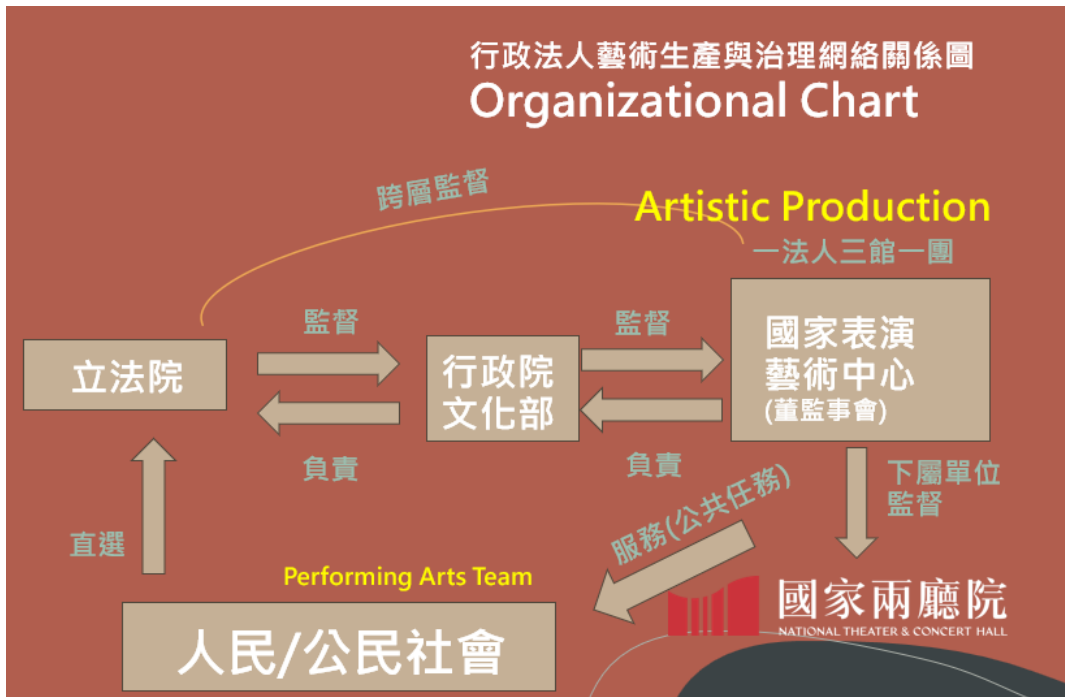 行政法人藝術生產與治理網絡關係圖
Organizational Chart
跨層監督
Artistic Production
一法人三館一團
監督
監督
立法院
行政院
文化部
國家表演
藝術中心
(董監事會)
負責
負責
下屬單位
監督
服務(公共任務)
直選
Performing Arts Team
人民/公民社會
國家兩廳院
NATIONAL THEATER & CONCERT HALL